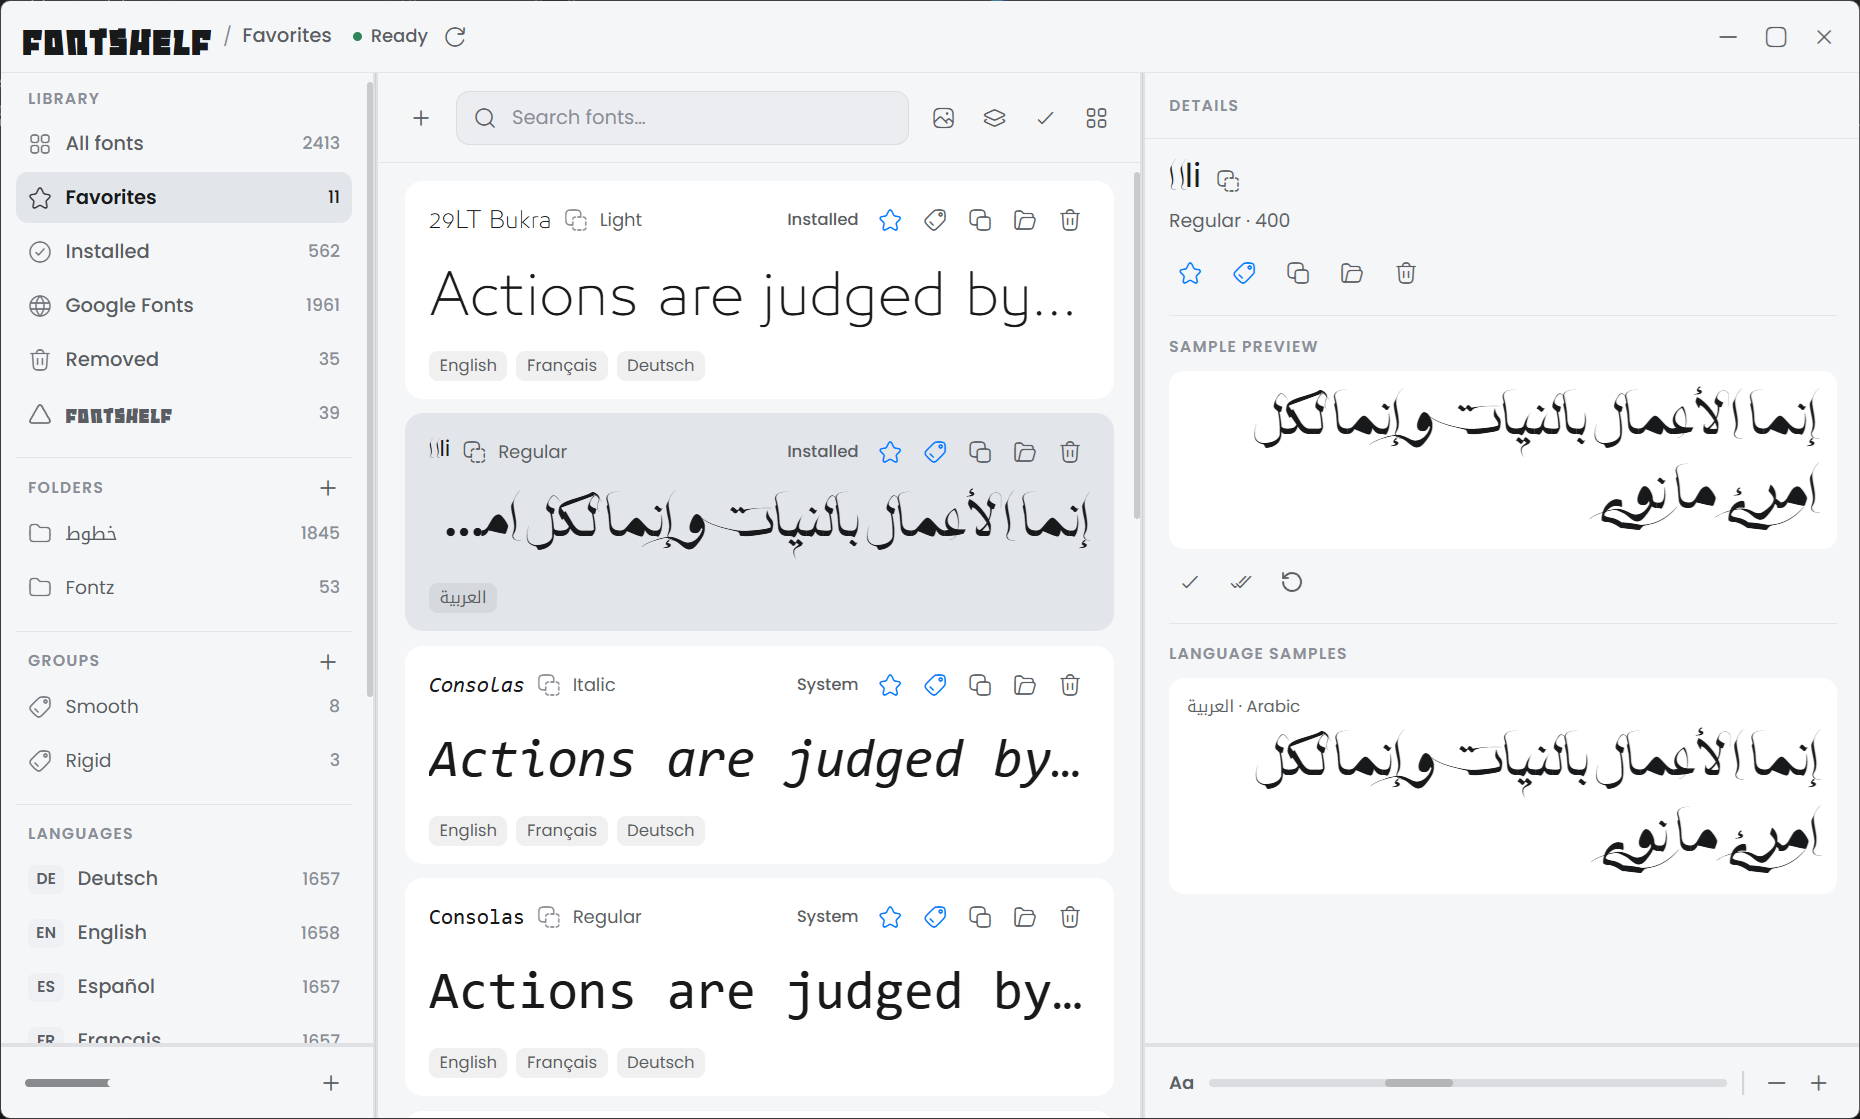 FONTSHELF / Favorites Ready
LIBRARY
All fonts 2413
Favorites 11
Installed 562
Google Fonts 1961
Removed 35
FONTSHELF 39
FOLDERS
خطوط 1845
Fontz 53
GROUPS
Smooth 8
Rigid 3
LANGUAGES
DE Deutsch 1657
EN English 1658
ES Español 1657
FR Français 1657
Search fonts...
29LT Bukra Light Installed
Actions are judged by...
English Français Deutsch
Regular Installed
إنما الأعمال بالنيات وإنما لكل ام...
العربية
Consolas Italic System
Actions are judged by...
English Français Deutsch
Consolas Regular System
Actions are judged by...
English Français Deutsch
DETAILS
Regular · 400
SAMPLE PREVIEW
إنما الأعمال بالنيات وإنما لكل
امرئ ما نوى
LANGUAGE SAMPLES
العربية · Arabic
إنما الأعمال بالنيات وإنما لكل
امرئ ما نوى
Aa